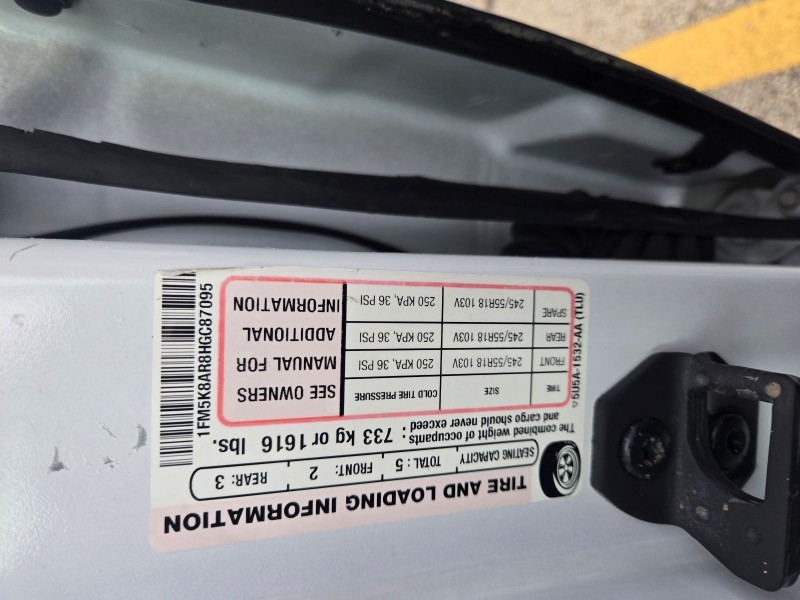 TIRE AND LOADING INFORMATION
SEATING CAPACITY TOTAL : 5 FRONT: 2 REAR: 3
The combined weight of occupants and cargo should never exceed : 733 kg or 1616 lbs.
TIRE SIZE COLD TIRE PRESSURE
FRONT 245/55R18 103V 250 KPA, 36 PSI
REAR 245/55R18 103V 250 KPA, 36 PSI
SPARE 245/55R18 103V 250 KPA, 36 PSI
SEE OWNERS
MANUAL FOR
ADDITIONAL
INFORMATION
5U5A-1532-AA (TLU)
1FM5K8AR8HGC87095